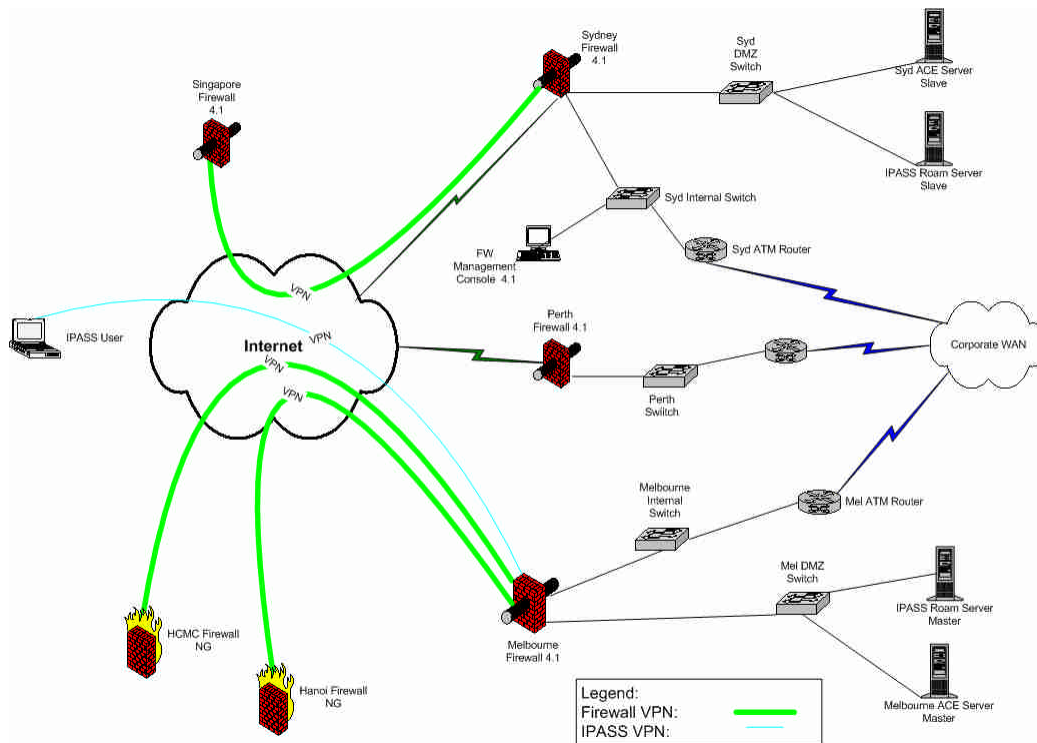 Sydney
Firewall
4.1
Syd
DMZ
Switch
Syd ACE Server
Slave
Singapore
Firewall
4.1
IPASS Roam Server
Slave
Syd Internal Switch
FW
Management
Console 4.1
Syd ATM Router
VPN
IPASS User
Internet
VPN
Perth
Firewall 4.1
Corporate WAN
VPN
VPN
Perth
Swiitch
Melbourne
Internal
Switch
Mel ATM Router
Mel DMZ
Switch
IPASS Roam Server
Master
HCMC Firewall
NG
Melbourne
Firewall 4.1
Hanoi Firewall
NG
Melbourne ACE Server
Master
Legend:
Firewall VPN:
IPASS VPN: